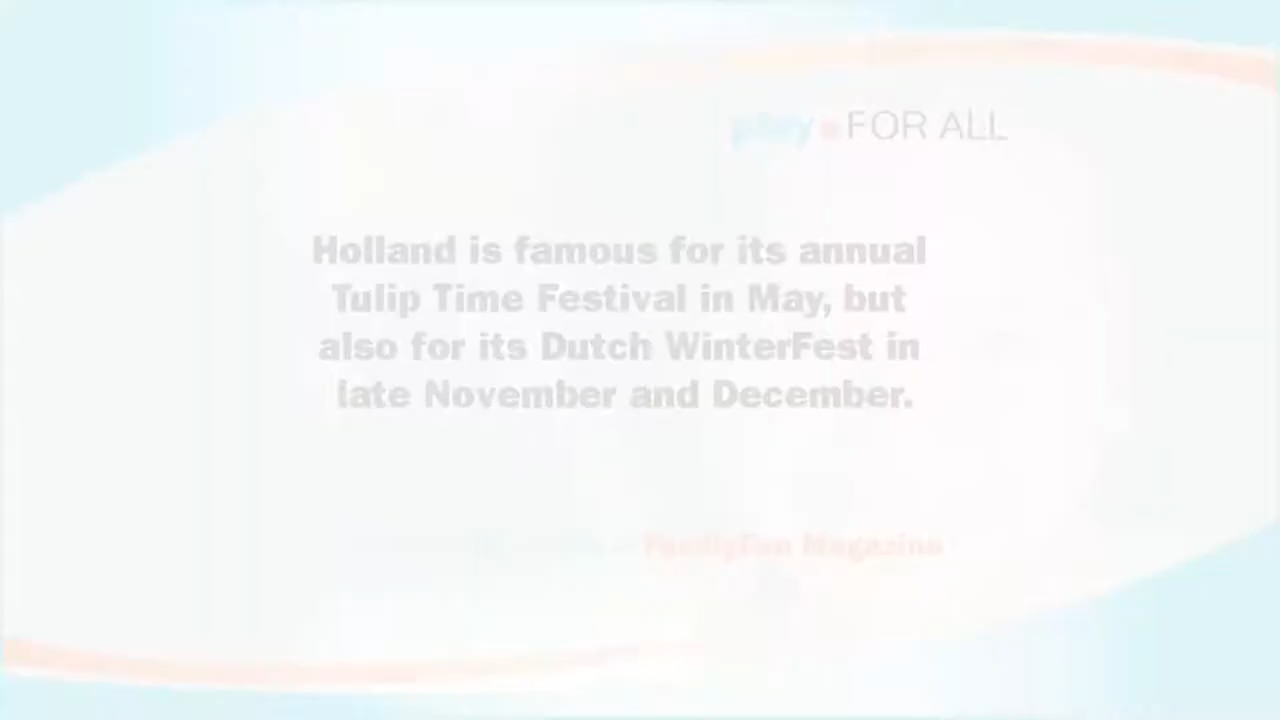 play. FOR ALL
Holland is famous for its annual
Tulip Time Festival in May, but
also for its Dutch WinterFest in
late November and December.
– FamilyFun Magazine